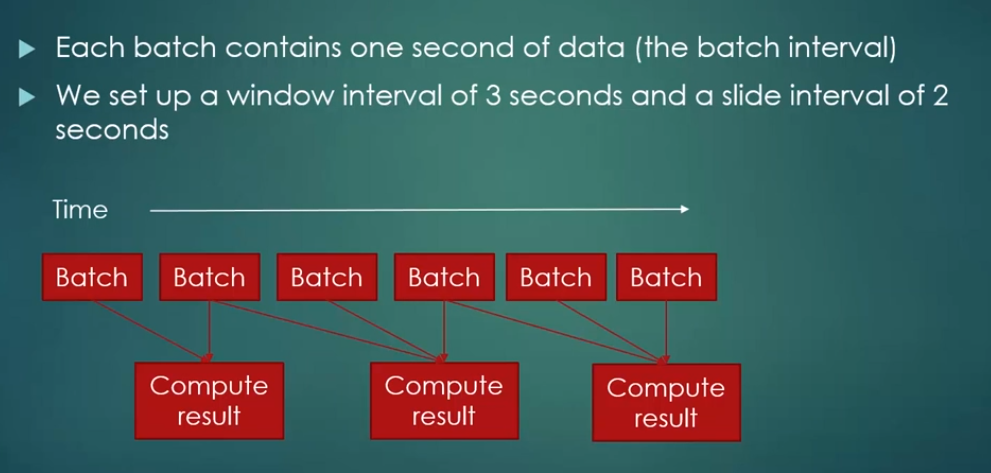 Each batch contains one second of data (the batch interval)
We set up a window interval of 3 seconds and a slide interval of 2
seconds
Time
Batch
Batch
Batch
Batch
Batch
Batch
Compute
result
Compute
result
Compute
result